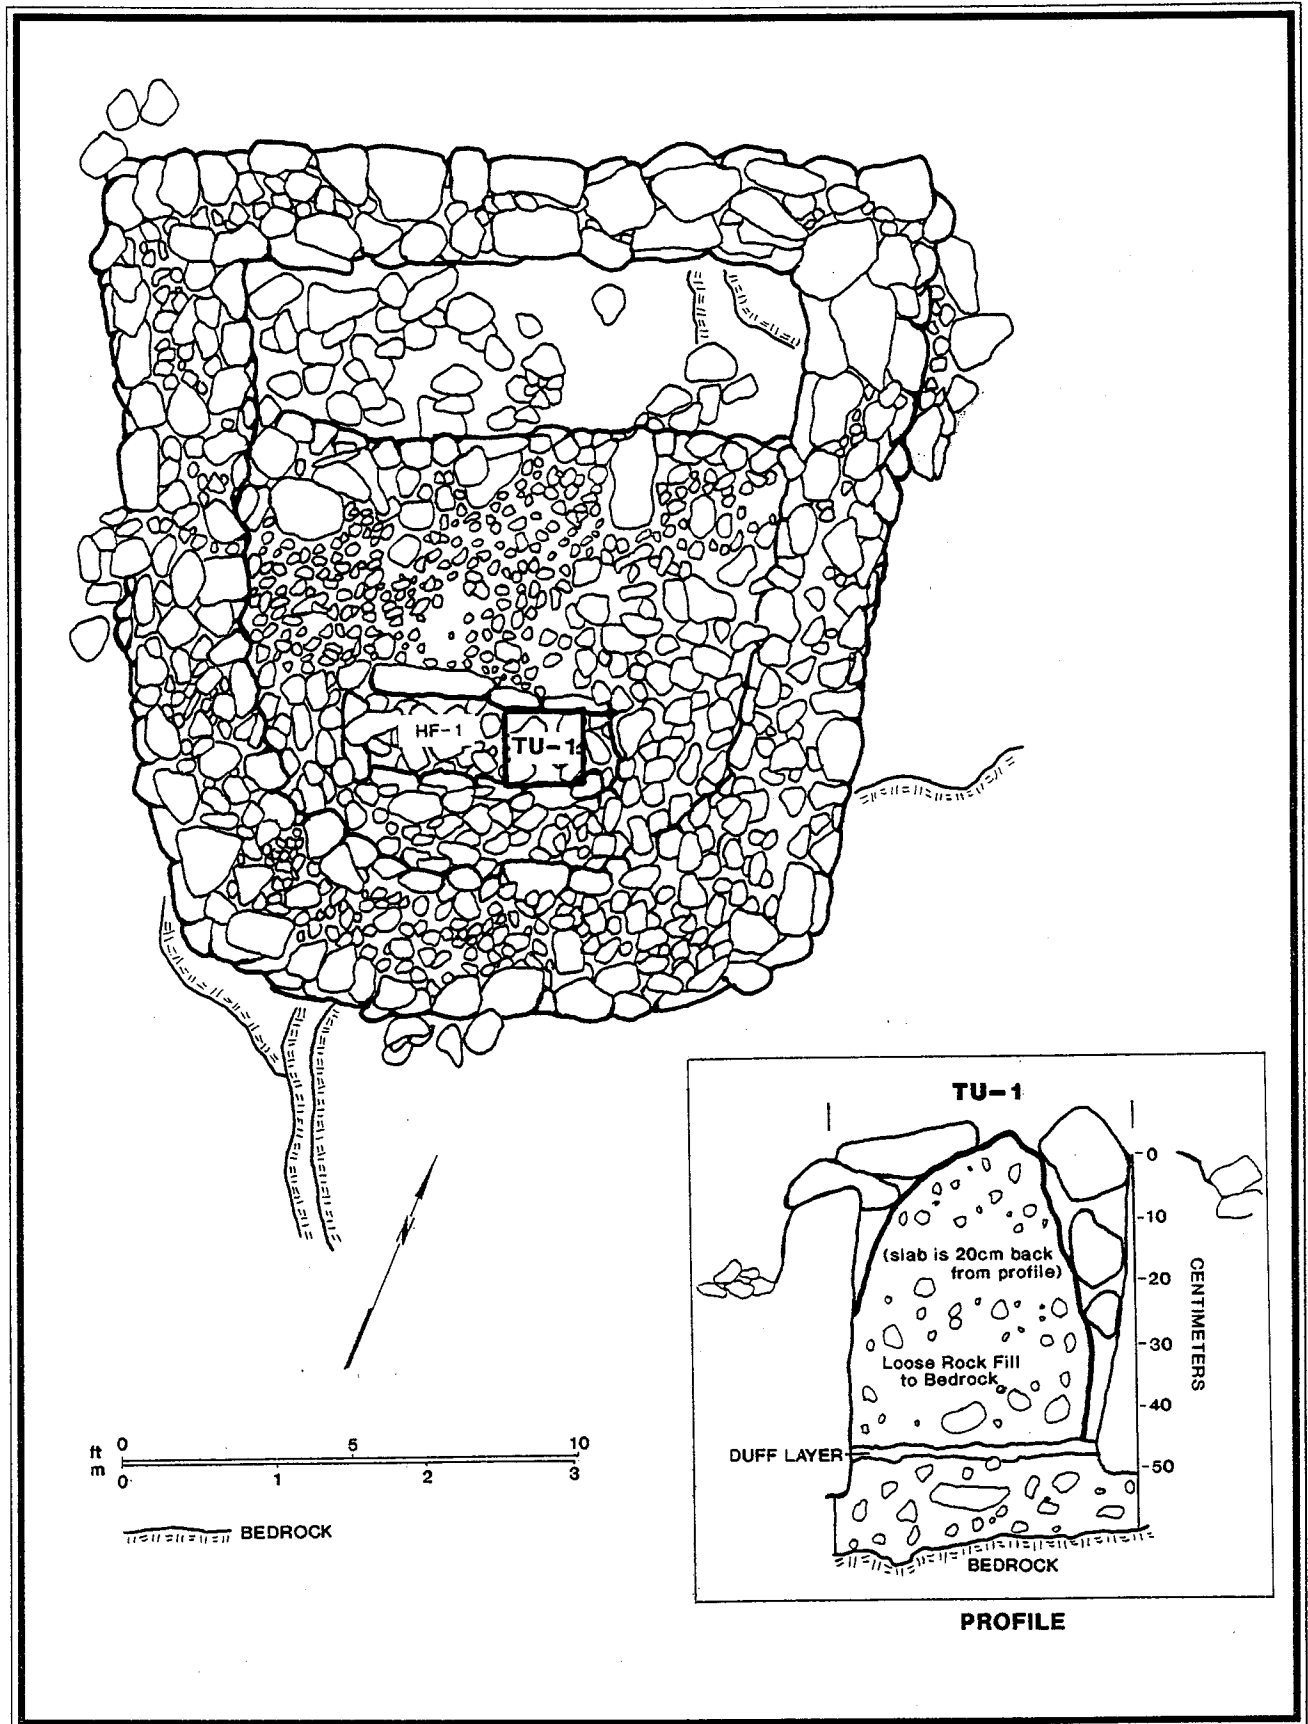 HF-1
TU-1
TU-1
0
-10
(slab is 20cm back
from profile)
-20
CENTIMETERS
-30
Loose Rock Fill
to Bedrock
-40
DUFF LAYER
-50
BEDROCK
PROFILE
ft 0 5 10
m 0 1 2 3
BEDROCK